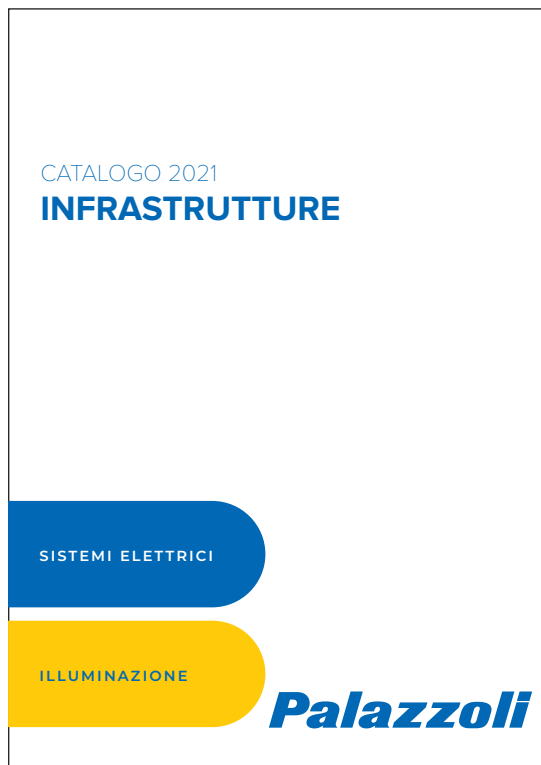 CATALOGO 2021
INFRASTRUTTURE
SISTEMI ELETTRICI
ILLUMINAZIONE
Palazzoli